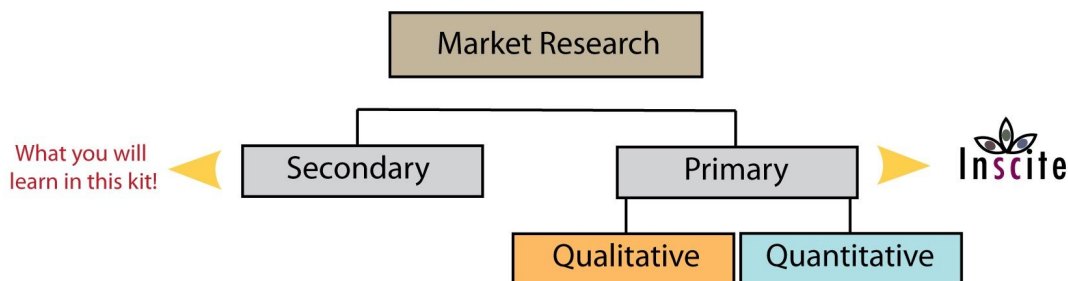 Market Research
What you will
learn in this kit!
Secondary
Primary
Inscite
Qualitative
Quantitative